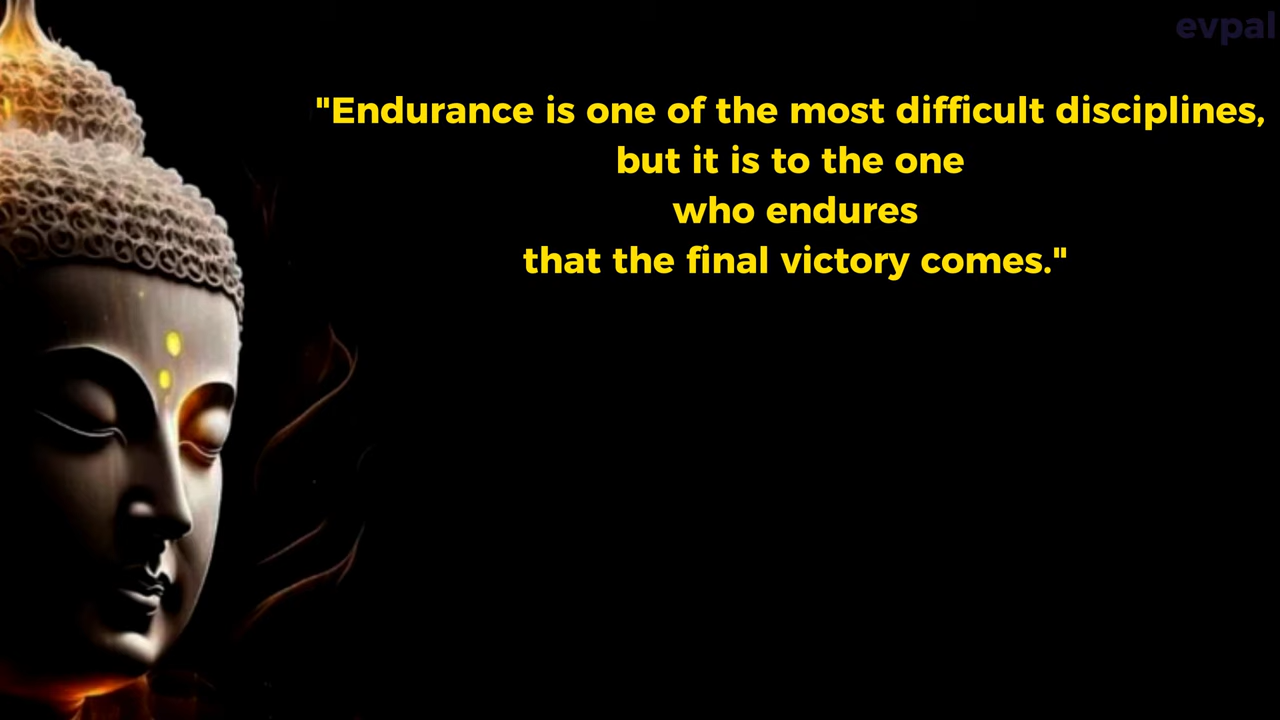 evpal
"Endurance is one of the most difficult disciplines,
but it is to the one
who endures
that the final victory comes."